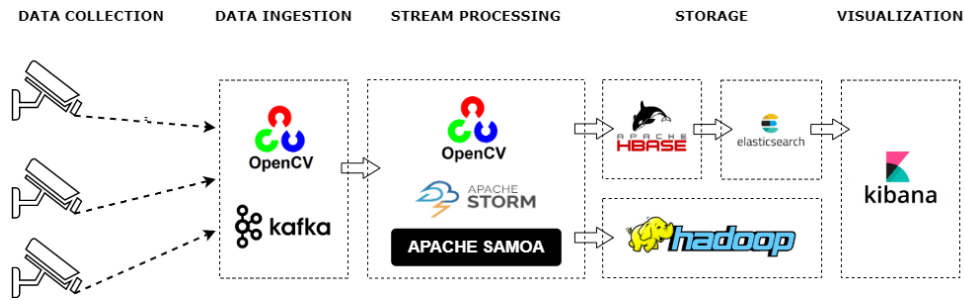 DATA COLLECTION
DATA INGESTION
STREAM PROCESSING
STORAGE
VISUALIZATION
OpenCV
kafka
OpenCV
APACHE
STORM
APACHE SAMOA
APACHE
HBASE
elasticsearch
hadoop
kibana